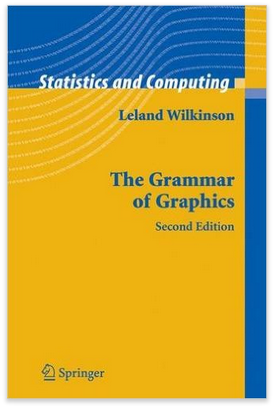 Statistics and Computing
Leland Wilkinson
The Grammar
of Graphics
Second Edition
Springer